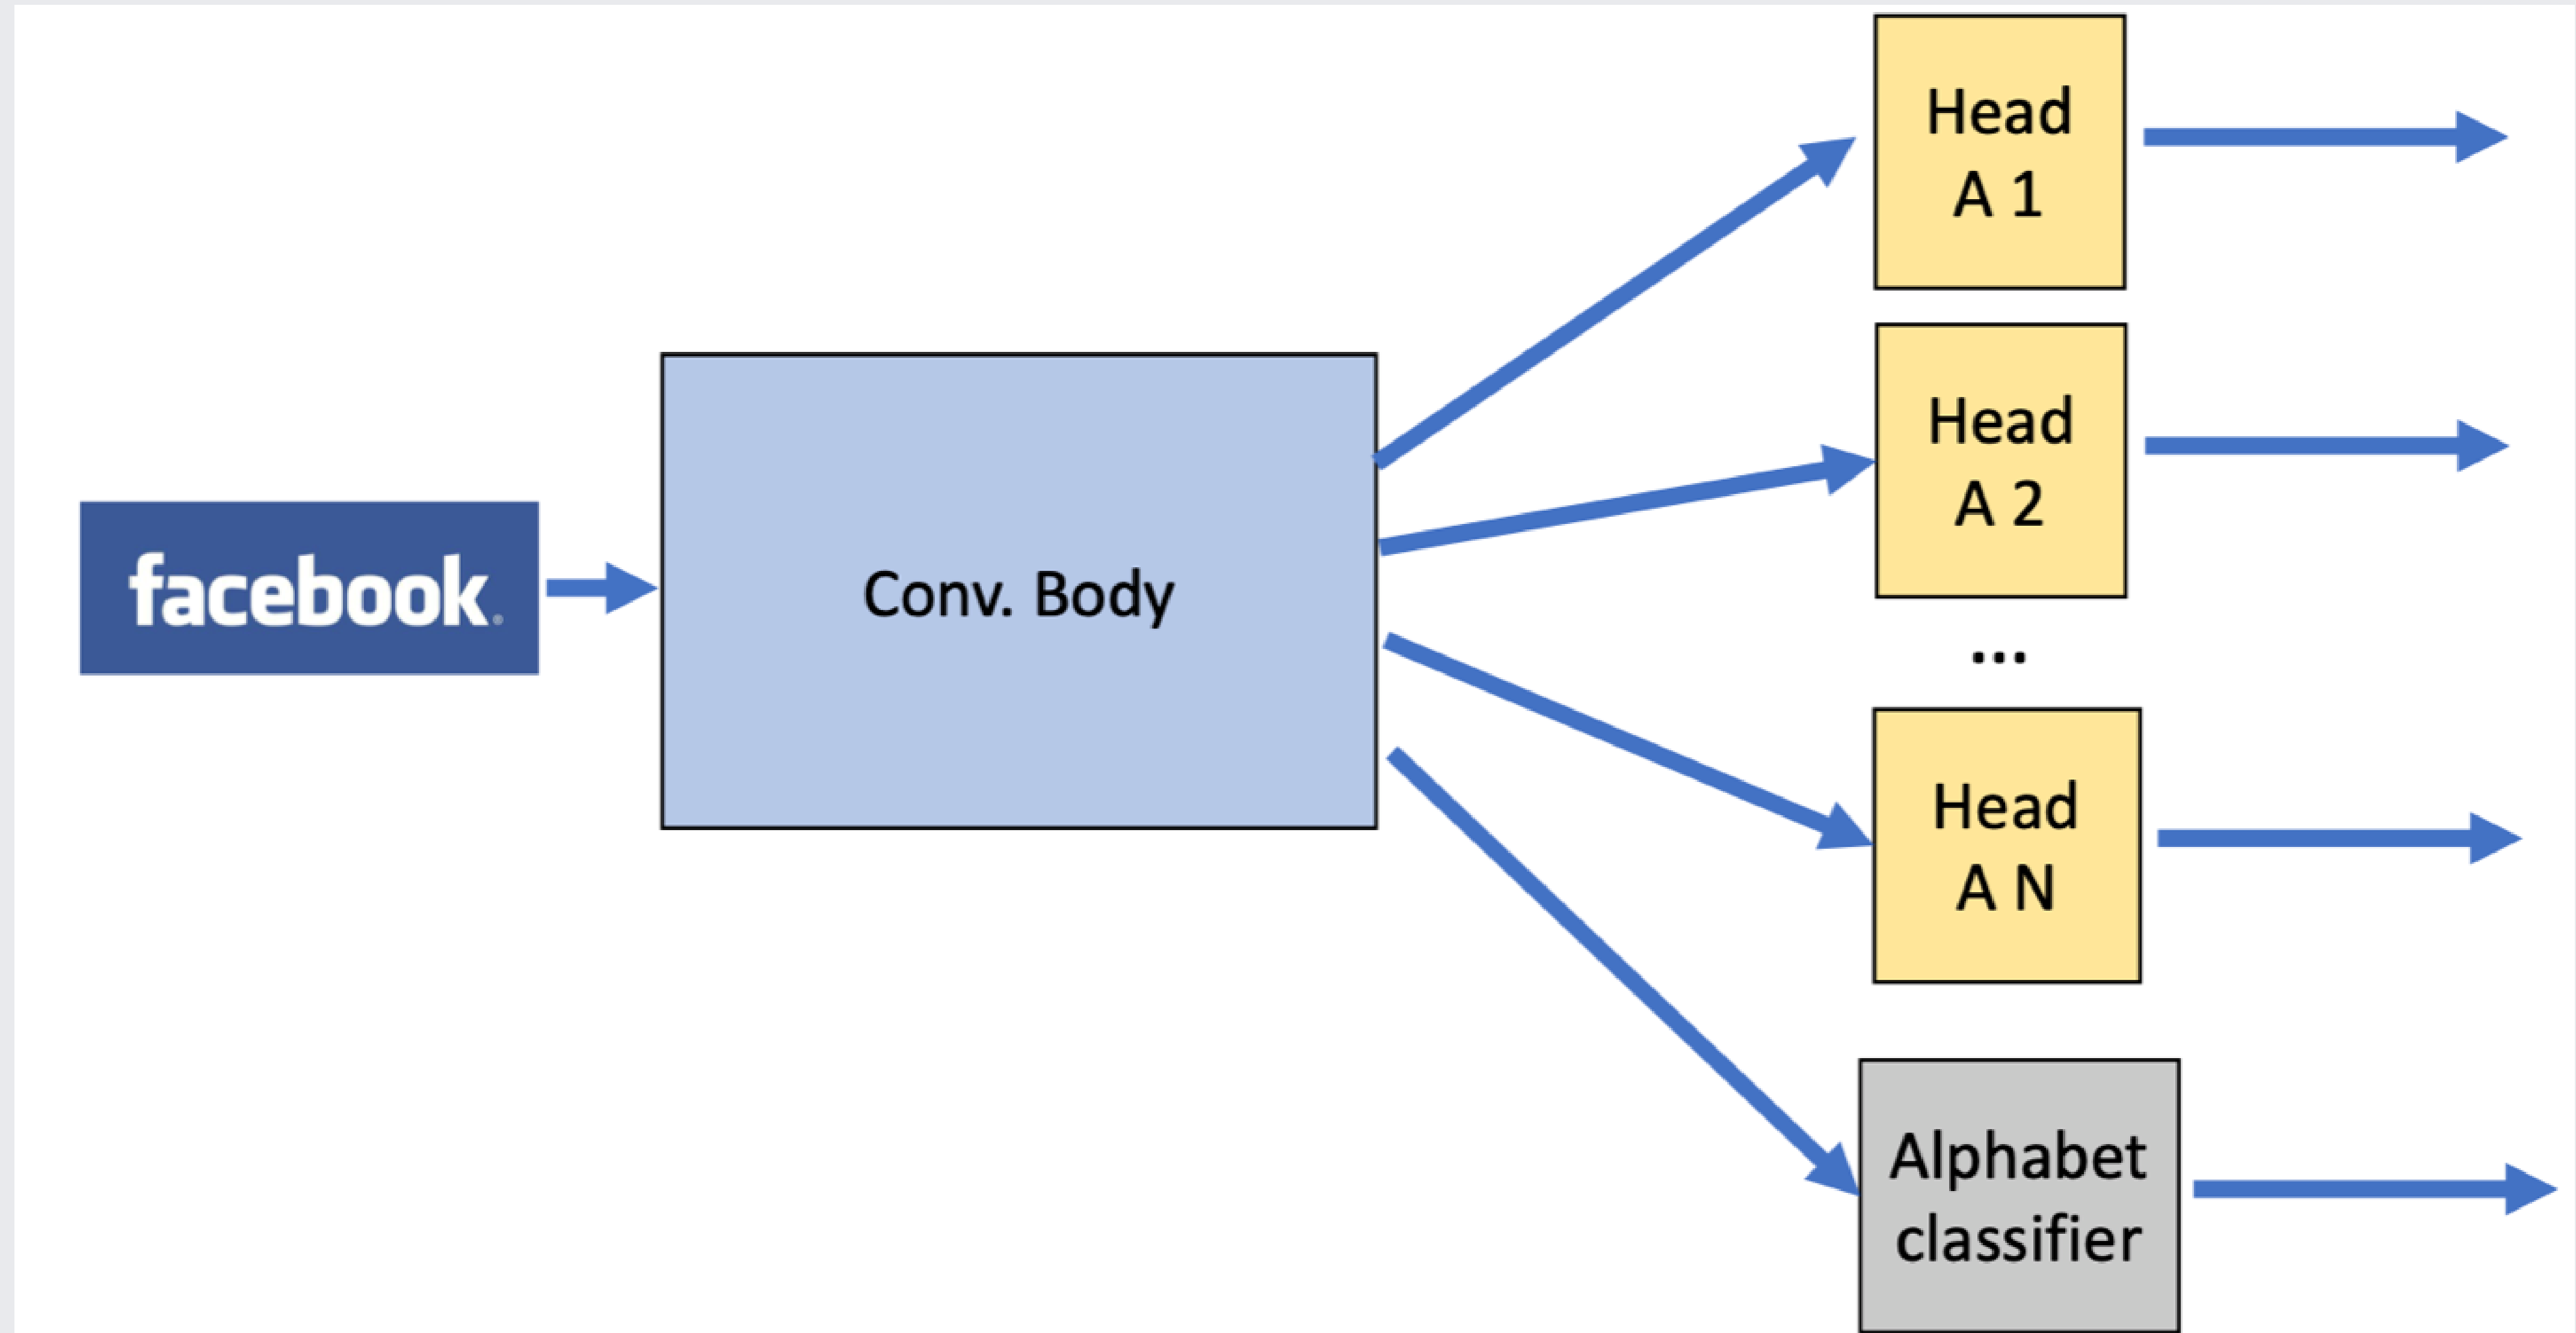 facebook.
Conv. Body
Head
A 1
Head
A 2
...
Head
A N
Alphabet
classifier